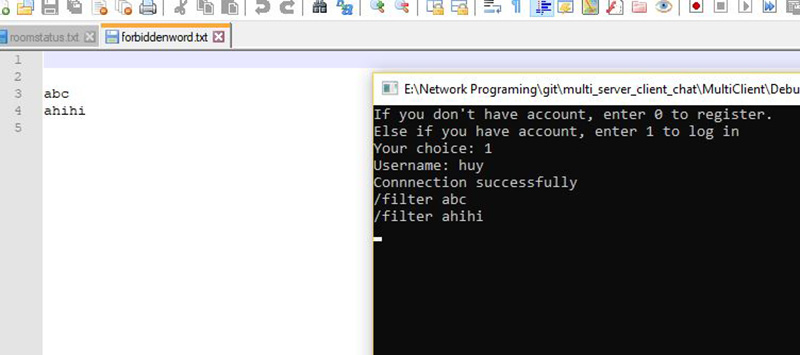 roomstatus.txt forbiddenword.txt
1
2
3 abc
4 ahihi
5
E:\Network Programing\git\multi_server_client_chat\MultiClient\Debu
If you don't have account, enter 0 to register.
Else if you have account, enter 1 to log in
Your choice: 1
Username: huy
Connnection successfully
/filter abc
/filter ahihi